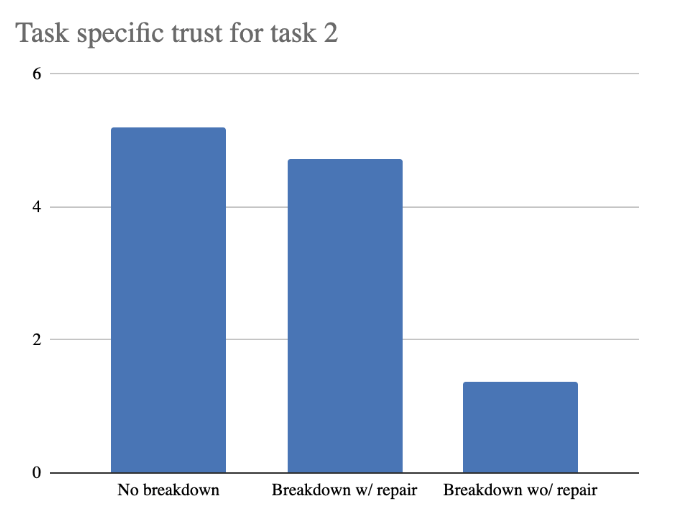 Task specific trust for task 2
6
4
2
0
No breakdown
Breakdown w/ repair
Breakdown wo/ repair